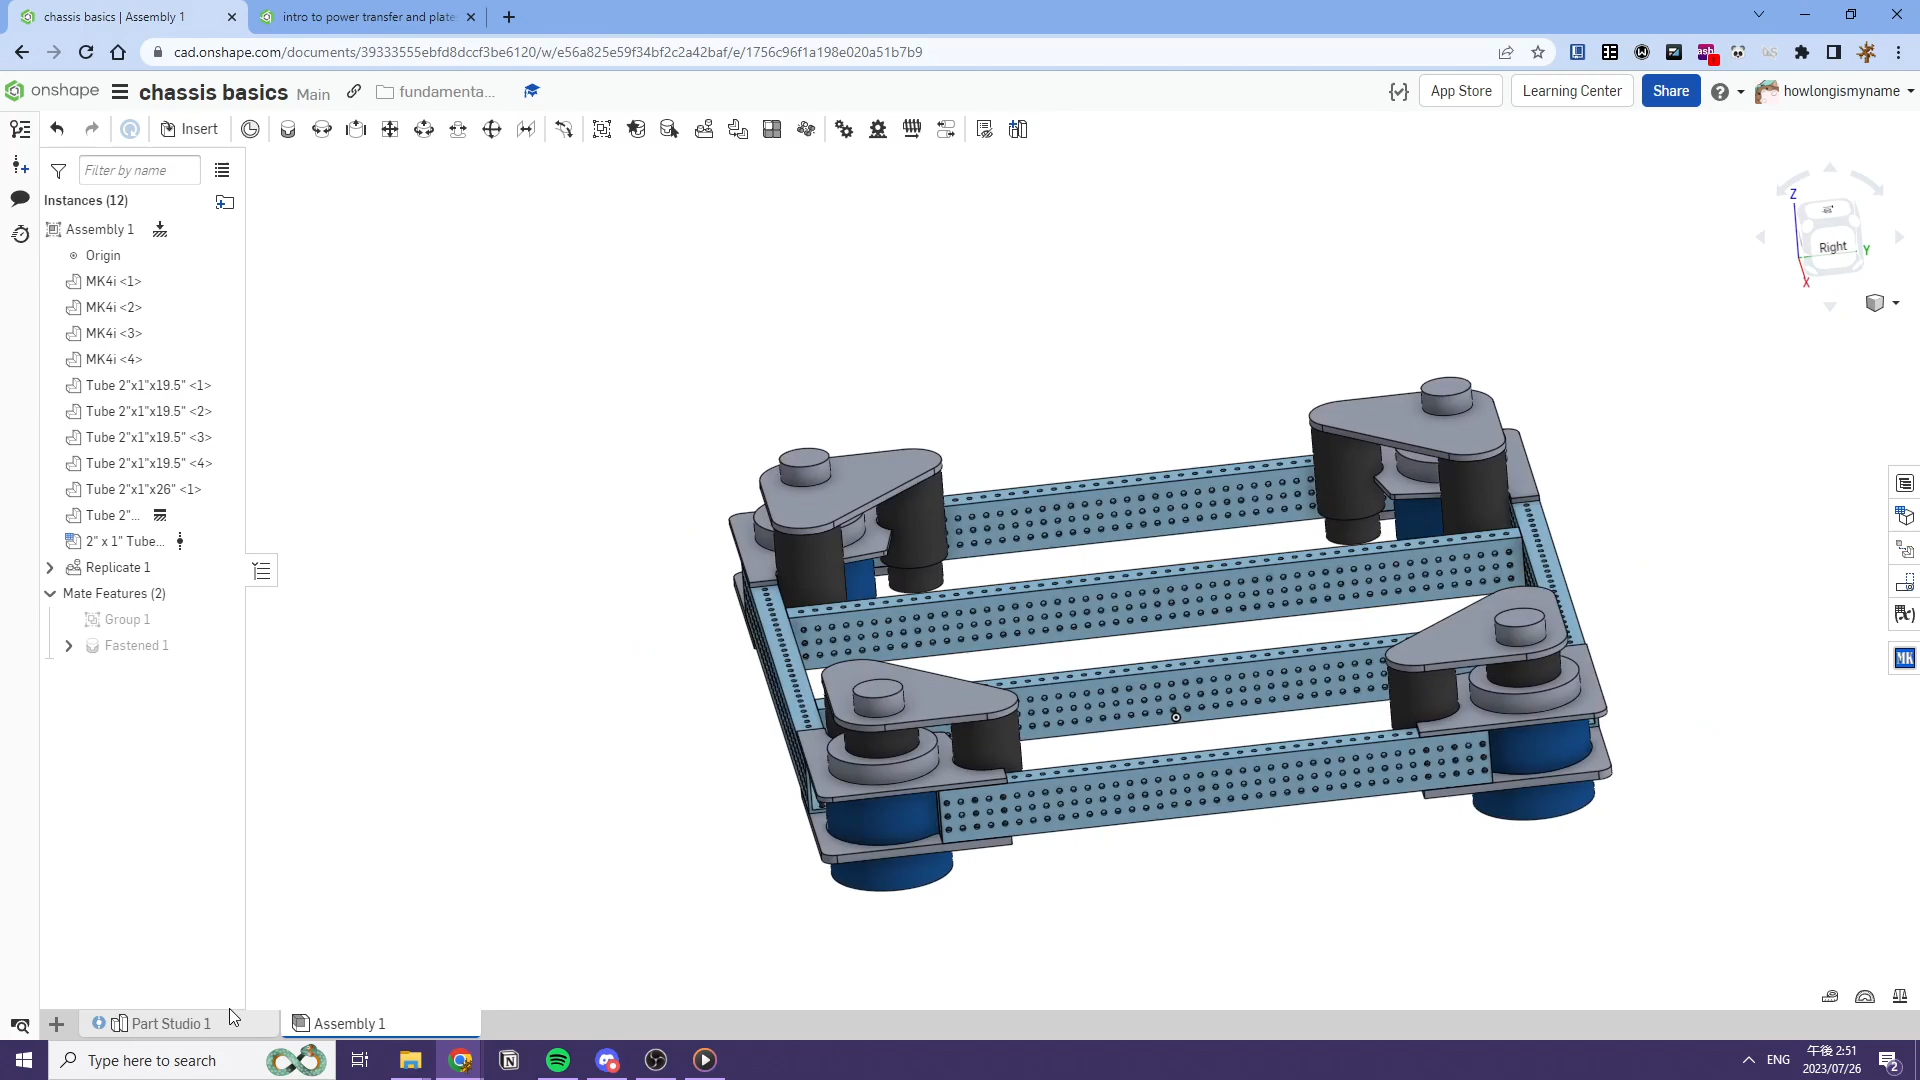 chassis basics | Assembly 1
intro to power transfer and plate
cad.onshape.com/documents/39333555ebfd8dccf3be6120/w/e56a825e59f34bf2c2a42baf/e/1756c96f1a198e020a51b7b9
onshape
chassis basics Main
fundamenta...
App Store
Learning Center
Share
howlongismyname
Insert
Filter by name
Instances (12)
Assembly 1
Origin
MK4i <1>
MK4i <2>
MK4i <3>
MK4i <4>
Tube 2"x1"x19.5" <1>
Tube 2"x1"x19.5" <2>
Tube 2"x1"x19.5" <3>
Tube 2"x1"x19.5" <4>
Tube 2"x1"x26" <1>
Tube 2"...
2" x 1" Tube...
Replicate 1
Mate Features (2)
Group 1
Fastened 1
Z
Right
Y
X
MK
Part Studio 1
Assembly 1
Type here to search
ENG
午後 2:51
2023/07/26
2